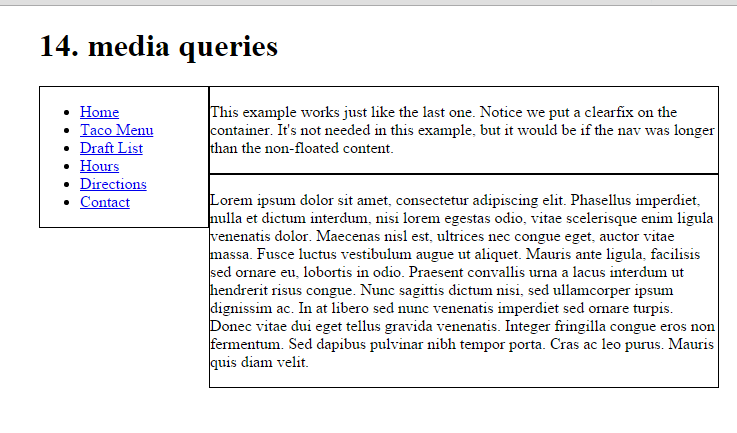 14. media queries
Home
Taco Menu
Draft List
Hours
Directions
Contact
This example works just like the last one. Notice we put a clearfix on the
container. It's not needed in this example, but it would be if the nav was longer
than the non-floated content.
Lorem ipsum dolor sit amet, consectetur adipiscing elit. Phasellus imperdiet,
nulla et dictum interdum, nisi lorem egestas odio, vitae scelerisque enim ligula
venenatis dolor. Maecenas nisl est, ultrices nec congue eget, auctor vitae
massa. Fusce luctus vestibulum augue ut aliquet. Mauris ante ligula, facilisis
sed ornare eu, lobortis in odio. Praesent convallis urna a lacus interdum ut
hendrerit risus congue. Nunc sagittis dictum nisi, sed ullamcorper ipsum
dignissim ac. In at libero sed nunc venenatis imperdiet sed ornare turpis.
Donec vitae dui eget tellus gravida venenatis. Integer fringilla congue eros non
fermentum. Sed dapibus pulvinar nibh tempor porta. Cras ac leo purus. Mauris
quis diam velit.